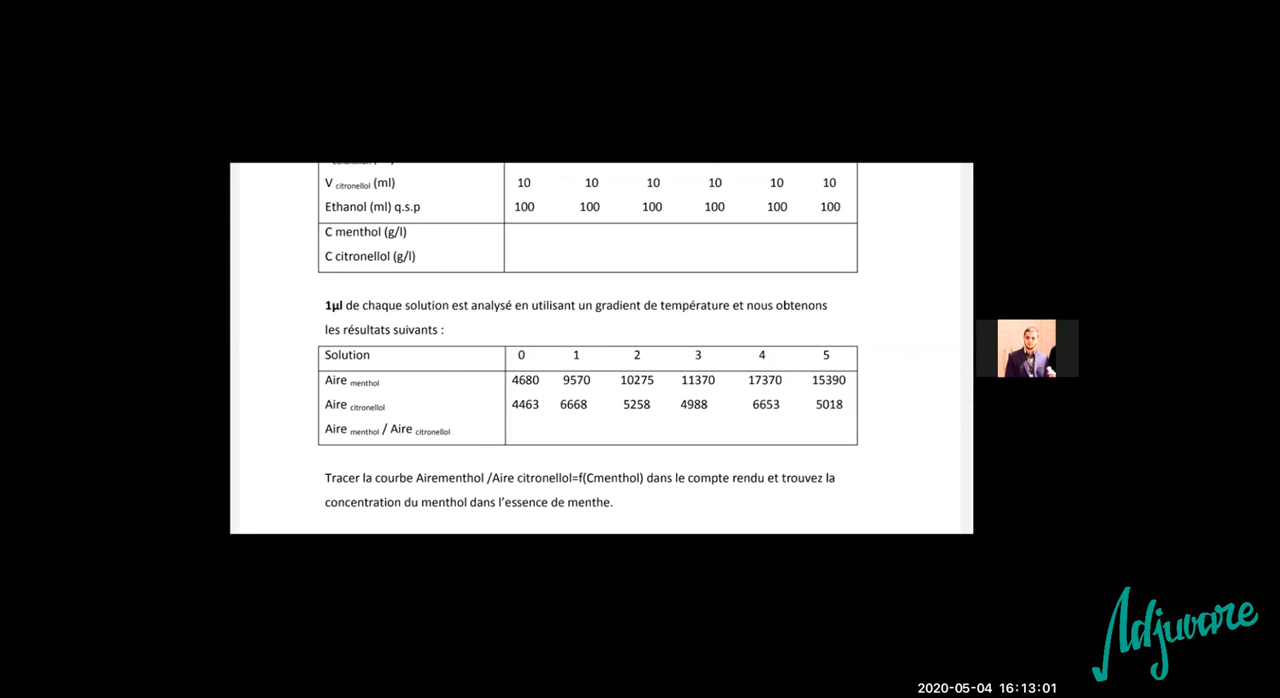 V citronellol (ml) 10 10 10 10 10 10
Ethanol (ml) q.s.p 100 100 100 100 100 100
C menthol (g/l)
C citronellol (g/l)
1µl de chaque solution est analysé en utilisant un gradient de température et nous obtenons
les résultats suivants :
Solution 0 1 2 3 4 5
Aire menthol 4680 9570 10275 11370 17370 15390
Aire citronellol 4463 6668 5258 4988 6653 5018
Aire menthol / Aire citronellol
Tracer la courbe Airementhol /Aire citronellol=f(Cmenthol) dans le compte rendu et trouvez la
concentration du menthol dans l'essence de menthe.
Adjuvare
2020-05-04 16:13:01